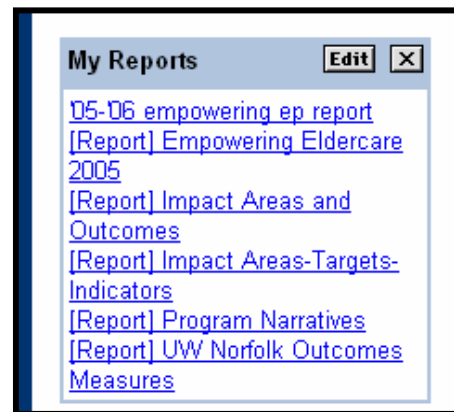 My Reports
Edit
X
'05-'06 empowering ep report
[Report] Empowering Eldercare
2005
[Report] Impact Areas and
Outcomes
[Report] Impact Areas-Targets-
Indicators
[Report] Program Narratives
[Report] UW Norfolk Outcomes
Measures